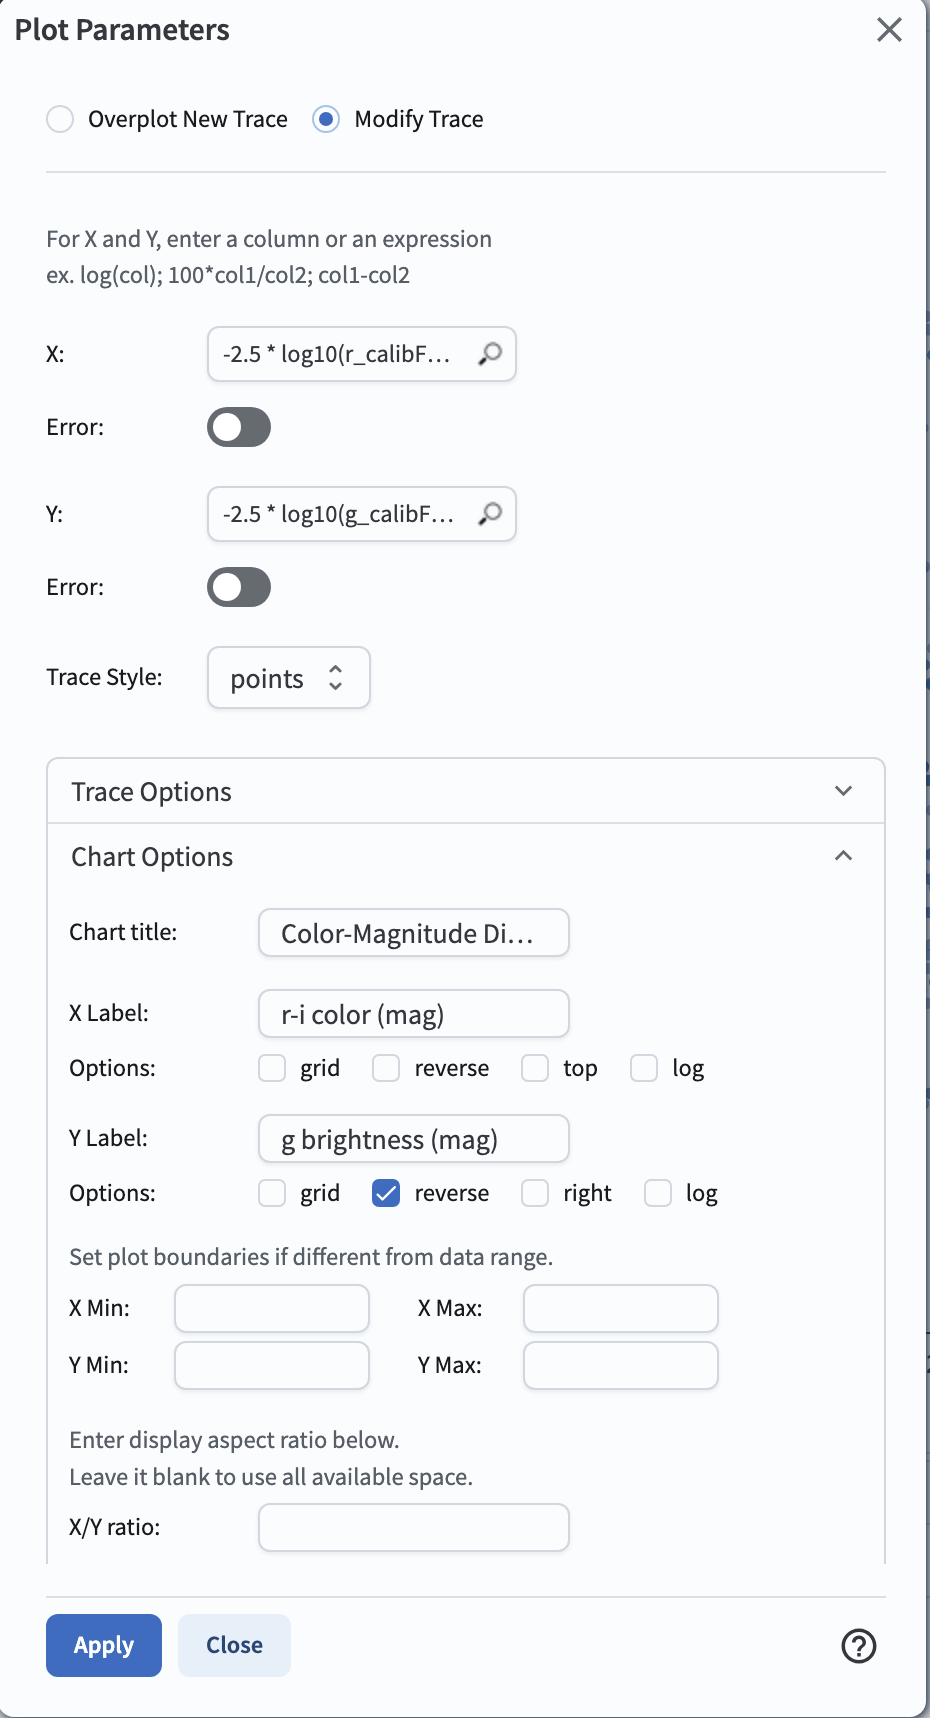 Plot Parameters
Overplot New Trace Modify Trace
For X and Y, enter a column or an expression
ex. log(col); 100*col1/col2; col1-col2
X: -2.5 * log10(r_calibF...
Error:
Y: -2.5 * log10(g_calibF...
Error:
Trace Style: points
Trace Options
Chart Options
Chart title: Color-Magnitude Di...
X Label: r-i color (mag)
Options: grid reverse top log
Y Label: g brightness (mag)
Options: grid reverse right log
Set plot boundaries if different from data range.
X Min: X Max:
Y Min: Y Max:
Enter display aspect ratio below.
Leave it blank to use all available space.
X/Y ratio:
Apply Close